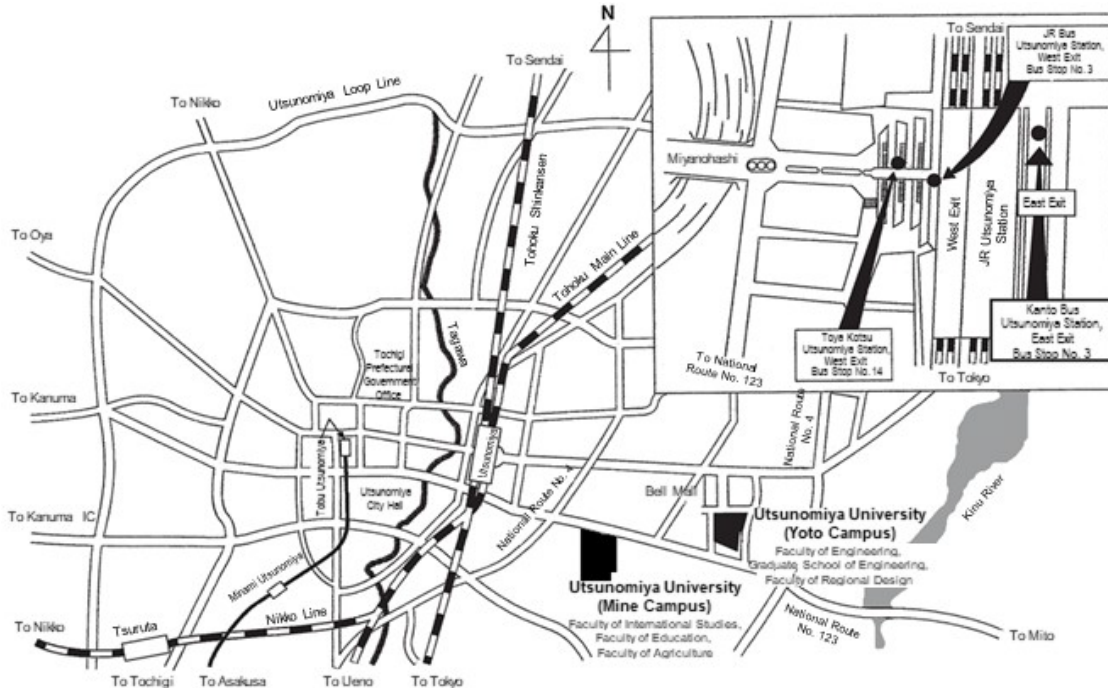 N
To Sendai
Utsunomiya Loop Line
To Nikko
Tohoku Shinkansen
Tohoku Main Line
To Oya
Tagawa
Tochigi
Prefectural
Government
Office
To Kanuma
Tobu Utsunomiya
Utsunomiya
Utsunomiya
City Hall
To Kanuma IC
National Route No. 4
Minami Utsunomiya
Nikko Line
To Nikko
Tsuruta
To Tochigi
To Asakusa
To Ueno
To Tokyo
To Sendai
JR Bus
Utsunomiya Station,
West Exit
Bus Stop No. 3
Miyanohashi
West Exit
JR Utsunomiya
Station
East Exit
Toya Kotsu
Utsunomiya Station,
West Exit
Bus Stop No. 14
Kanto Bus
Utsunomiya Station,
East Exit
Bus Stop No. 3
To Tokyo
To National
Route No. 123
National Route
No. 4
Bell Mall
Kinu River
Utsunomiya University
(Yoto Campus)
Faculty of Engineering,
Graduate School of Engineering,
Faculty of Regional Design
Utsunomiya University
(Mine Campus)
Faculty of International Studies,
Faculty of Education,
Faculty of Agriculture
National Route
No. 123
To Mito